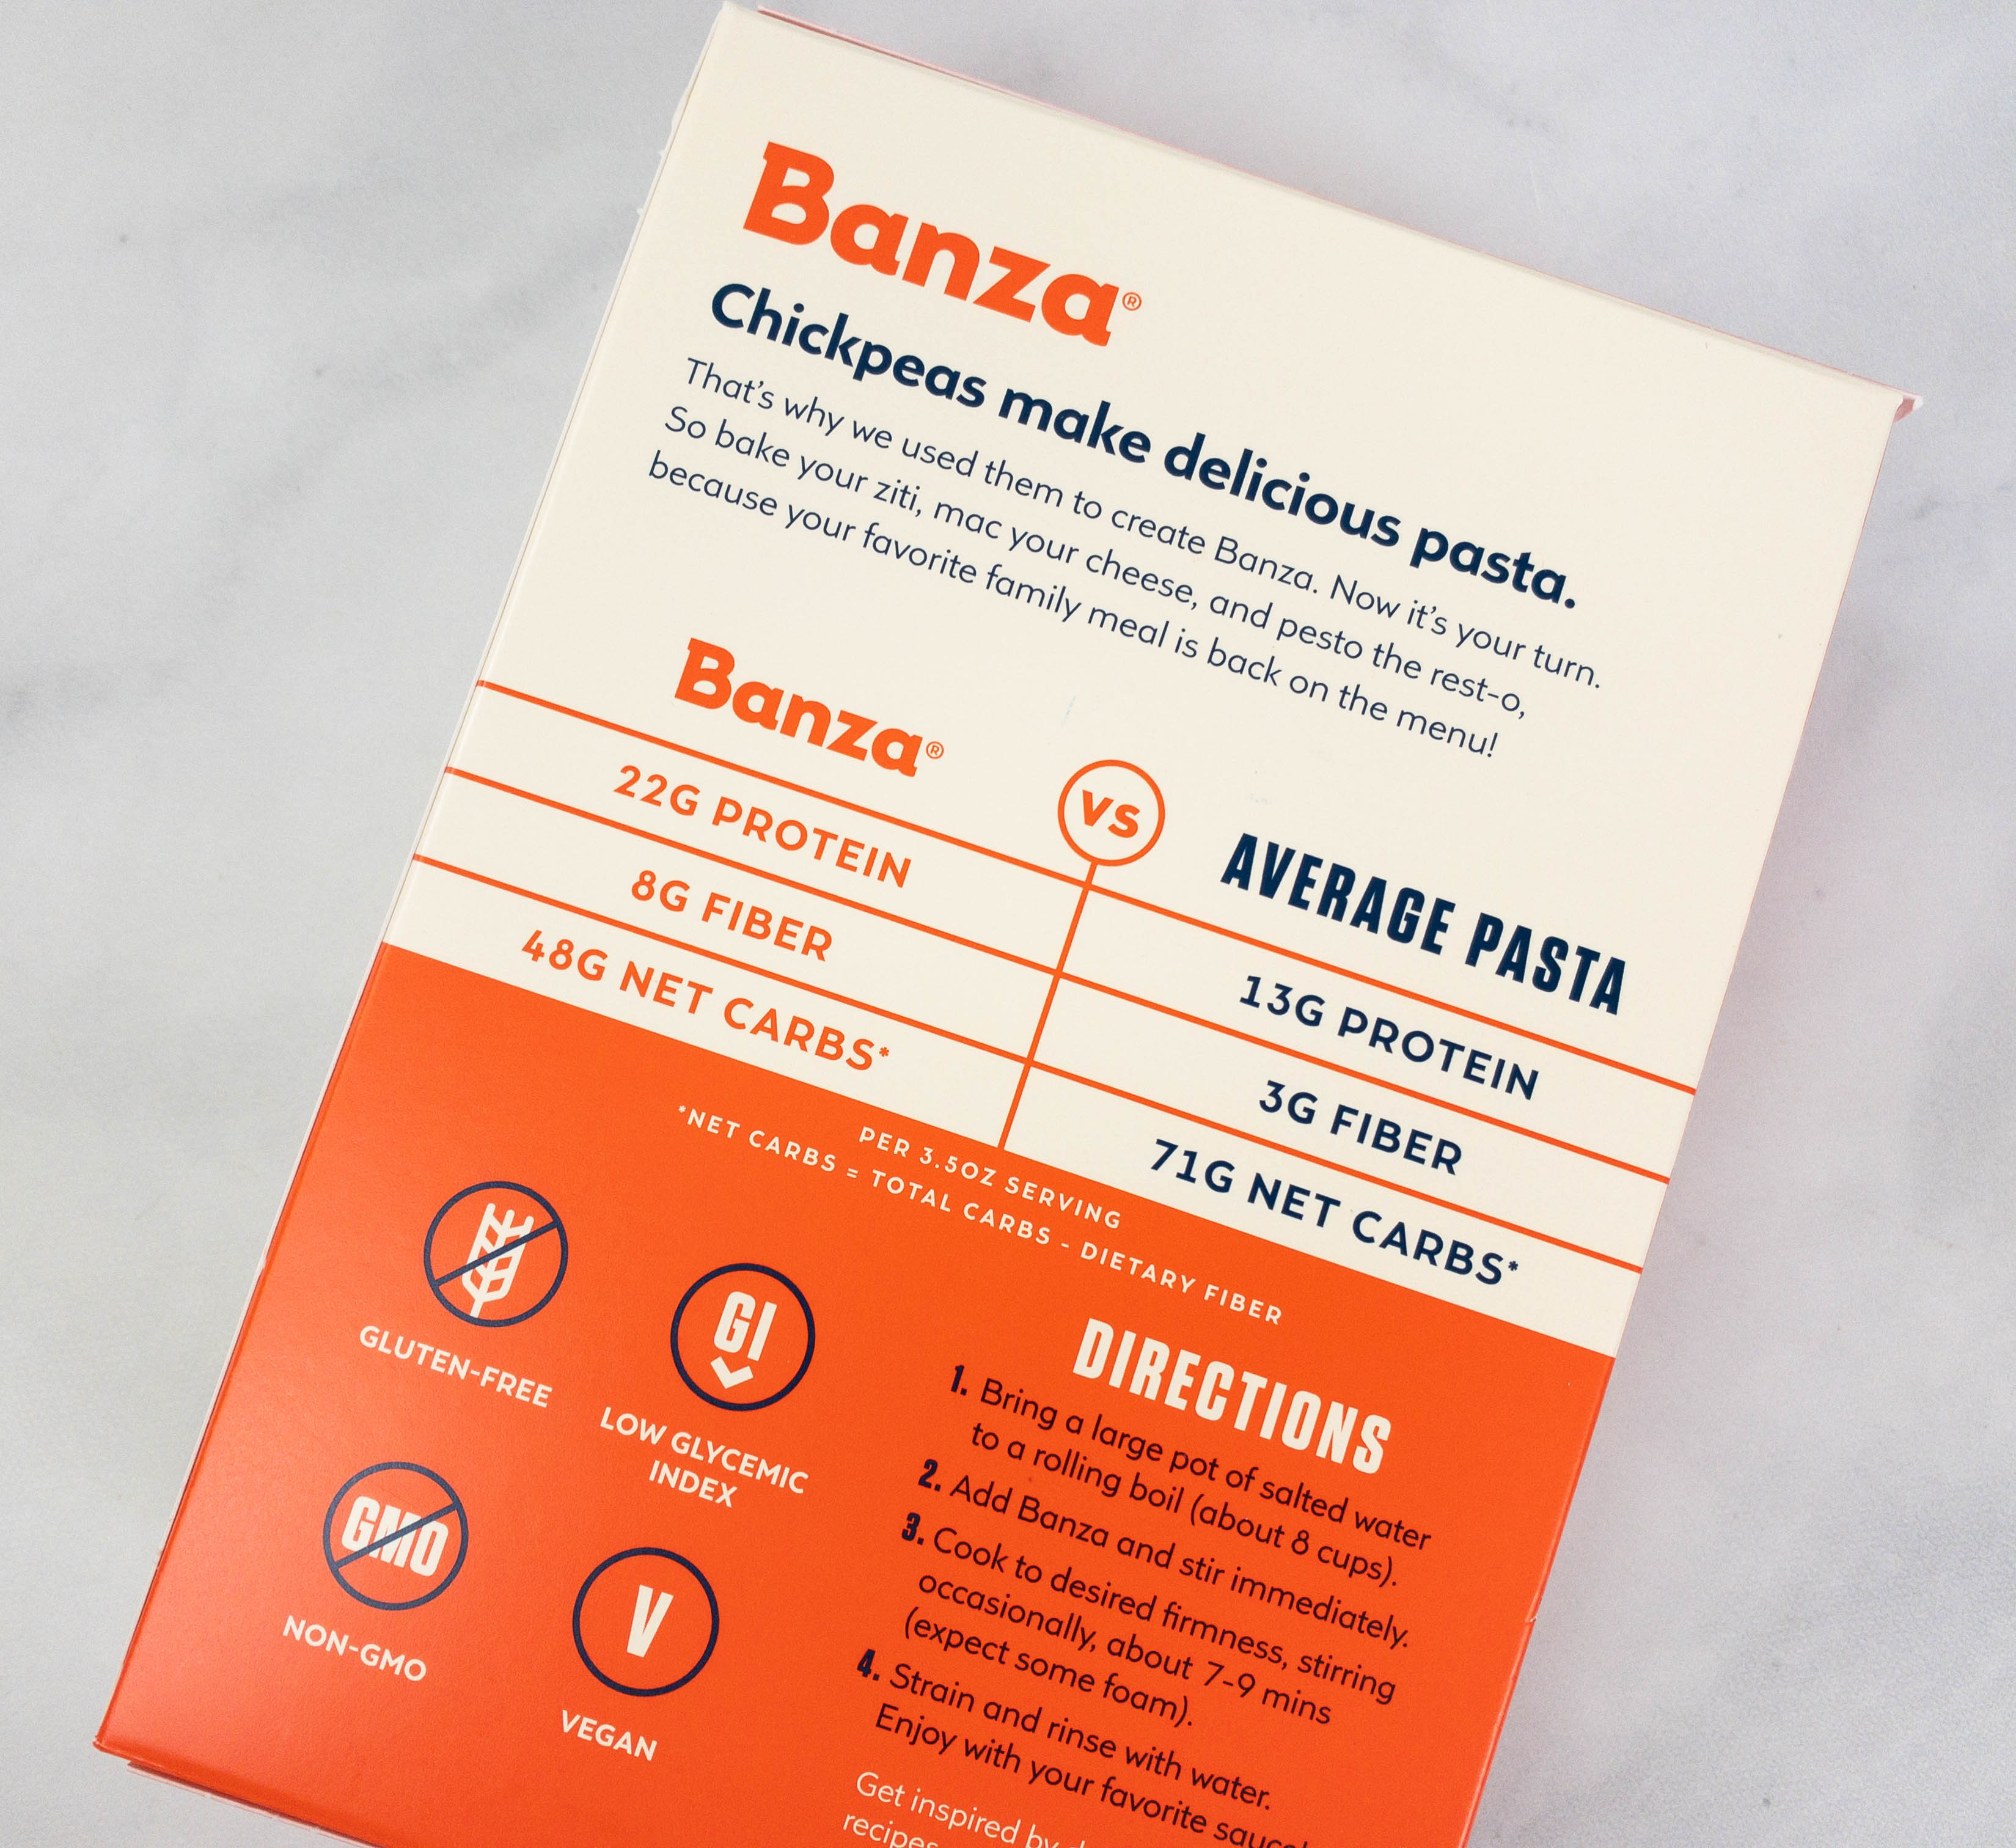 Banza®
Chickpeas make delicious pasta.
That's why we used them to create Banza. Now it's your turn.
So bake your ziti, mac your cheese, and pesto the rest-o,
because your favorite family meal is back on the menu!
Banza®
VS
AVERAGE PASTA
22G PROTEIN
13G PROTEIN
8G FIBER
3G FIBER
48G NET CARBS*
71G NET CARBS*
PER 3.5OZ SERVING
*NET CARBS = TOTAL CARBS - DIETARY FIBER
GLUTEN-FREE
GI
LOW GLYCEMIC
INDEX
GMO
NON-GMO
V
VEGAN
DIRECTIONS
1. Bring a large pot of salted water
to a rolling boil (about 8 cups).
2. Add Banza and stir immediately.
3. Cook to desired firmness, stirring
occasionally, about 7-9 mins
(expect some foam).
4. Strain and rinse with water.
Enjoy with your favorite sauce!
Get inspired by
recipes